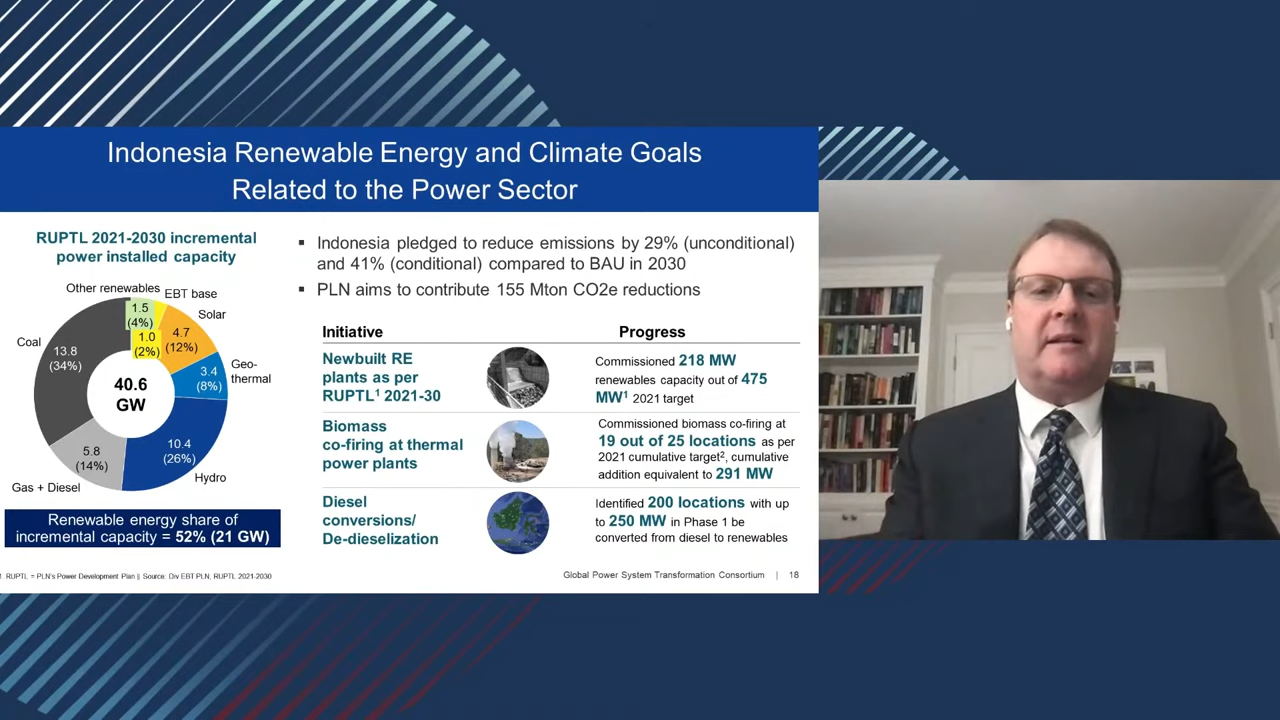 Indonesia Renewable Energy and Climate Goals
Related to the Power Sector
RUPTL 2021-2030 incremental
power installed capacity
Other renewables
EBT base
Solar
Geo-
thermal
Hydro
Gas + Diesel
Coal
1.5
(4%)
1.0
(2%)
4.7
(12%)
3.4
(8%)
10.4
(26%)
5.8
(14%)
13.8
(34%)
40.6
GW
Renewable energy share of
incremental capacity = 52% (21 GW)
▪ Indonesia pledged to reduce emissions by 29% (unconditional)
and 41% (conditional) compared to BAU in 2030
▪ PLN aims to contribute 155 Mton CO2e reductions
Initiative
Progress
Newbuilt RE
plants as per
RUPTL¹ 2021-30
Commissioned 218 MW
renewables capacity out of 475
MW¹ 2021 target
Biomass
co-firing at thermal
power plants
Commissioned biomass co-firing at
19 out of 25 locations as per
2021 cumulative target², cumulative
addition equivalent to 291 MW
Diesel
conversions/
De-dieselization
Identified 200 locations with up
to 250 MW in Phase 1 be
converted from diesel to renewables
1. RUPTL = PLN's Power Development Plan || Source: Div EBT PLN, RUPTL 2021-2030
Global Power System Transformation Consortium | 18